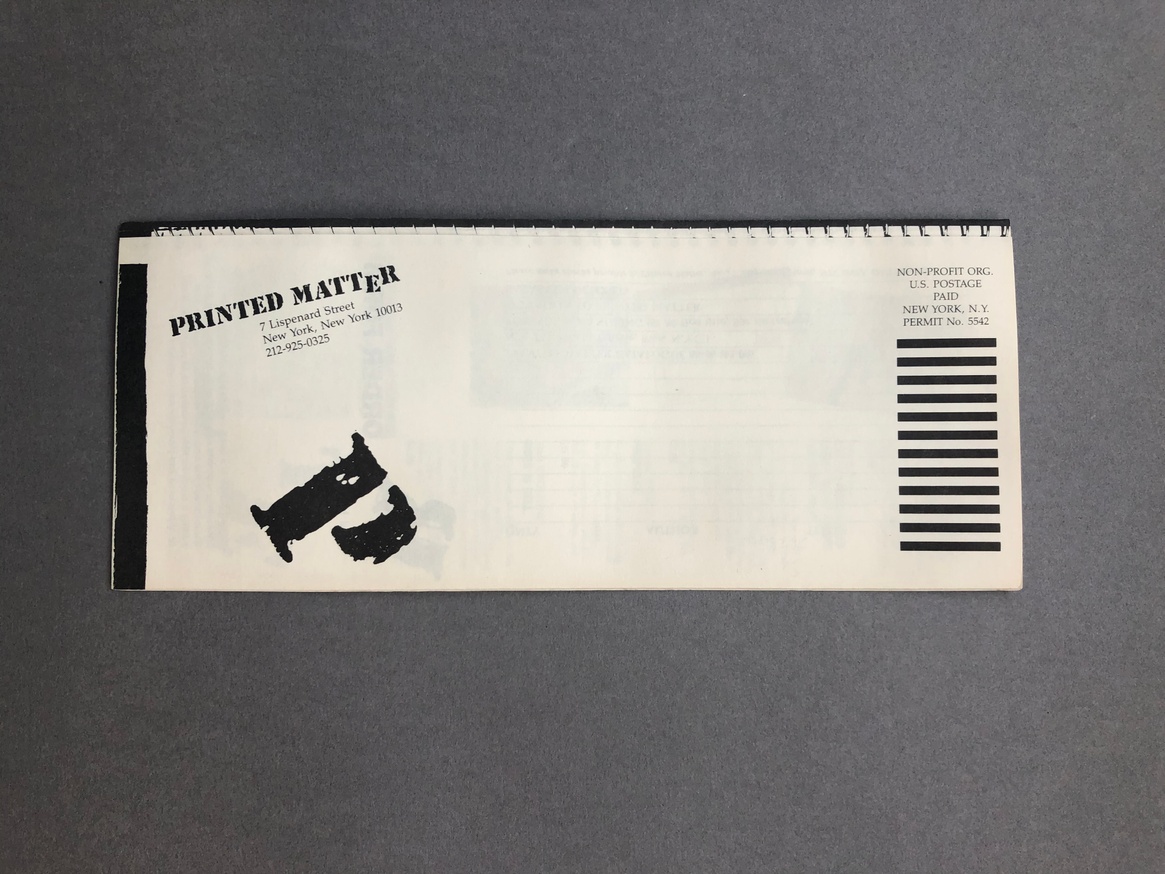 PRINTED MATTER
7 Lispenard Street
New York, New York 10013
212-925-0325
P
NON-PROFIT ORG.
U.S. POSTAGE
PAID
NEW YORK, N.Y.
PERMIT No. 5542